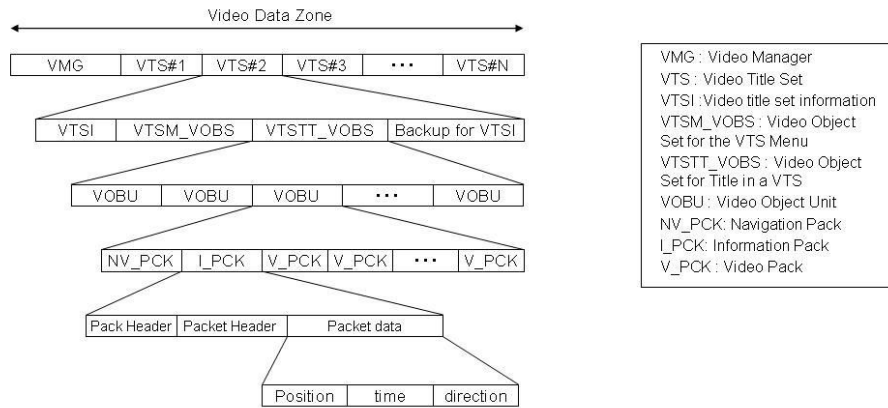 Video Data Zone
VMG VTS#1 VTS#2 VTS#3 ··· VTS#N
VTSI VTSM_VOBS VTSTT_VOBS Backup for VTSI
VOBU VOBU VOBU ··· VOBU
NV_PCK I_PCK V_PCK V_PCK ··· V_PCK
Pack Header Packet Header Packet data
Position time direction
VMG : Video Manager
VTS : Video Title Set
VTSI :Video title set information
VTSM_VOBS : Video Object
Set for the VTS Menu
VTSTT_VOBS : Video Object
Set for Title in a VTS
VOBU : Video Object Unit
NV_PCK: Navigation Pack
I_PCK: Information Pack
V_PCK : Video Pack